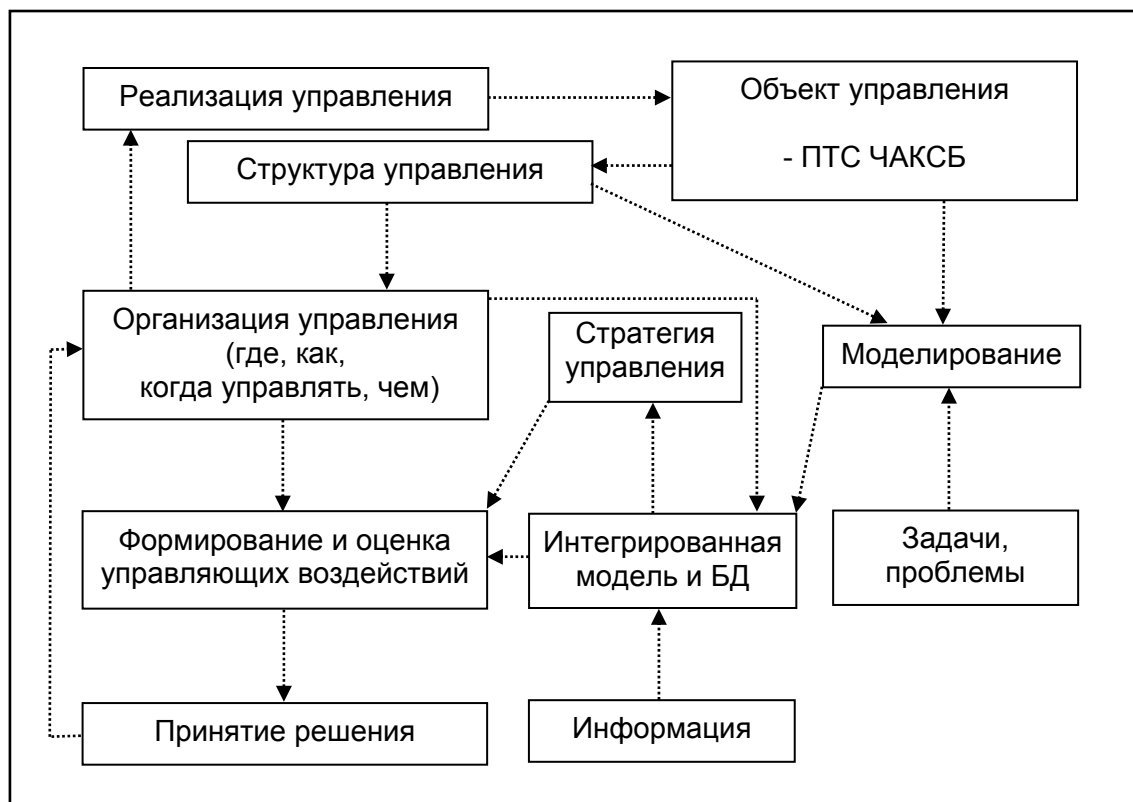 Реализация управления
Объект управления
- ПТС ЧАКСБ
Структура управления
Организация управления
(где, как,
когда управлять, чем)
Стратегия
управления
Моделирование
Формирование и оценка
управляющих воздействий
Интегрированная
модель и БД
Задачи,
проблемы
Принятие решения
Информация